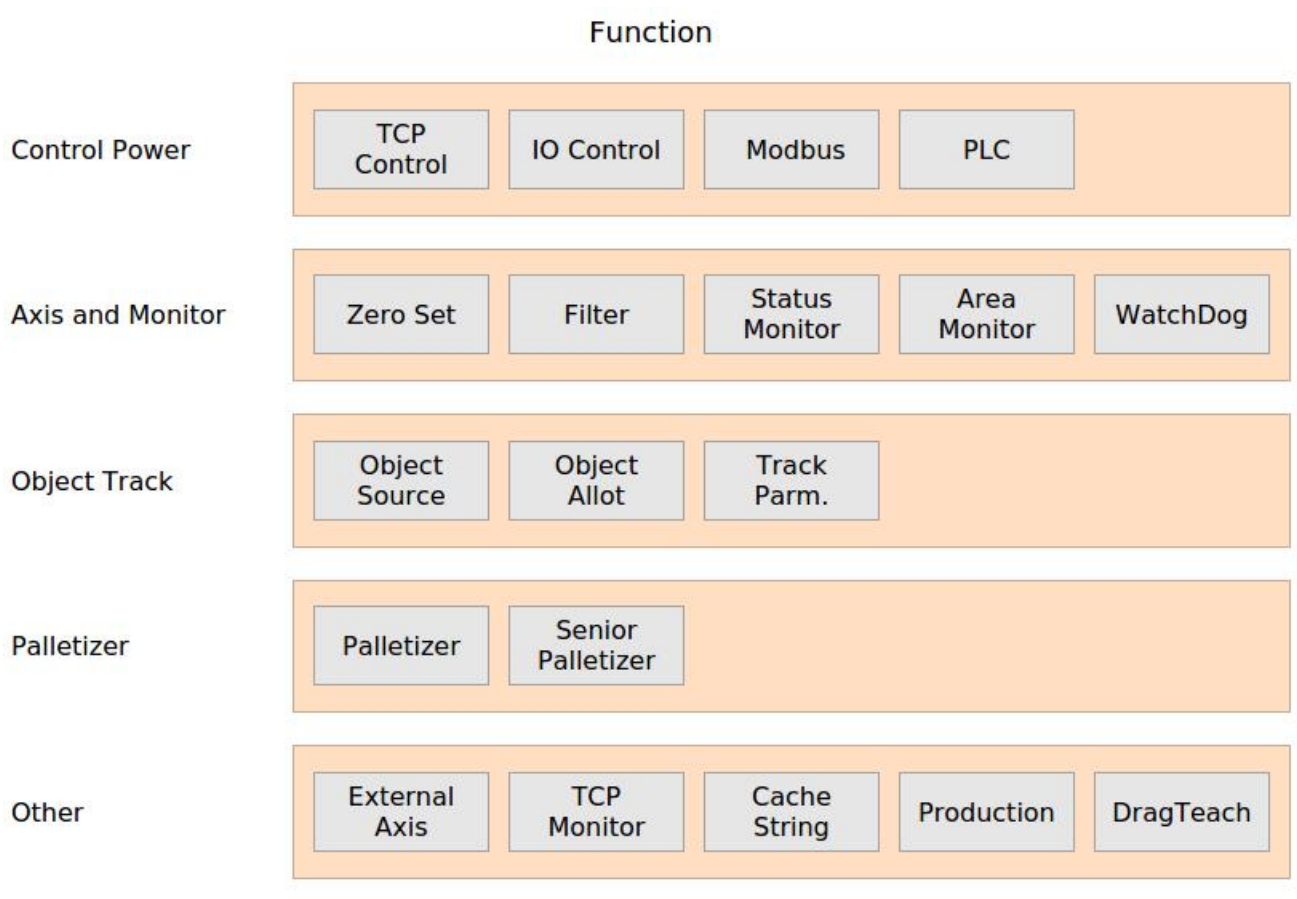 Function
Control Power
TCP
Control
IO Control
Modbus
PLC
Axis and Monitor
Zero Set
Filter
Status
Monitor
Area
Monitor
WatchDog
Object Track
Object
Source
Object
Allot
Track
Parm.
Palletizer
Palletizer
Senior
Palletizer
Other
External
Axis
TCP
Monitor
Cache
String
Production
DragTeach